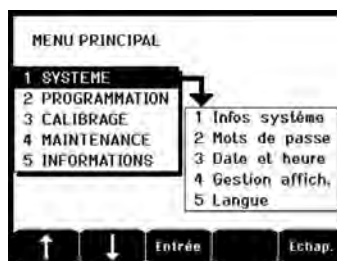 MENU PRINCIPAL
1 SYSTEME
2 PROGRAMMATION
3 CALIBRAGE
4 MAINTENANCE
5 INFORMATIONS
1 Infos système
2 Mots de passe
3 Date et heure
4 Gestion affich.
5 Langue
↑ ↓ Entrée Echap.